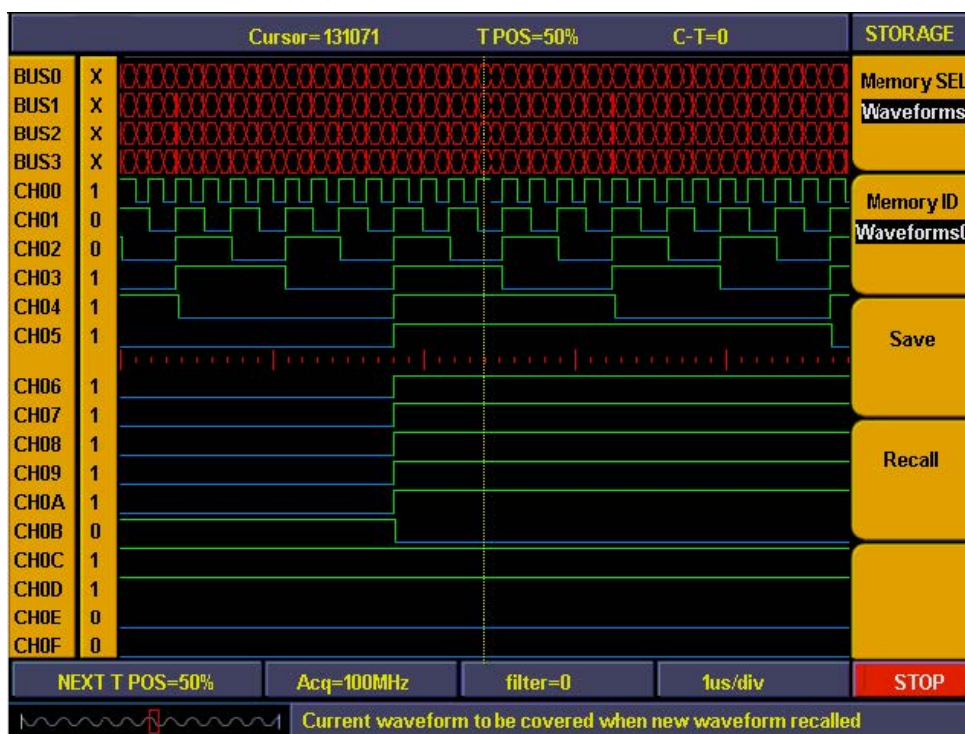 Cursor=131071 T POS=50% C-T=0 STORAGE
BUS0 X
BUS1 X
BUS2 X
BUS3 X
CH00 1
CH01 0
CH02 0
CH03 1
CH04 1
CH05 1
CH06 1
CH07 1
CH08 1
CH09 1
CH0A 1
CH0B 0
CH0C 1
CH0D 1
CH0E 0
CH0F 0
Memory SEL
Waveforms
Memory ID
Waveforms0
Save
Recall
NEXT T POS=50% Acq=100MHz filter=0 1us/div STOP
Current waveform to be covered when new waveform recalled